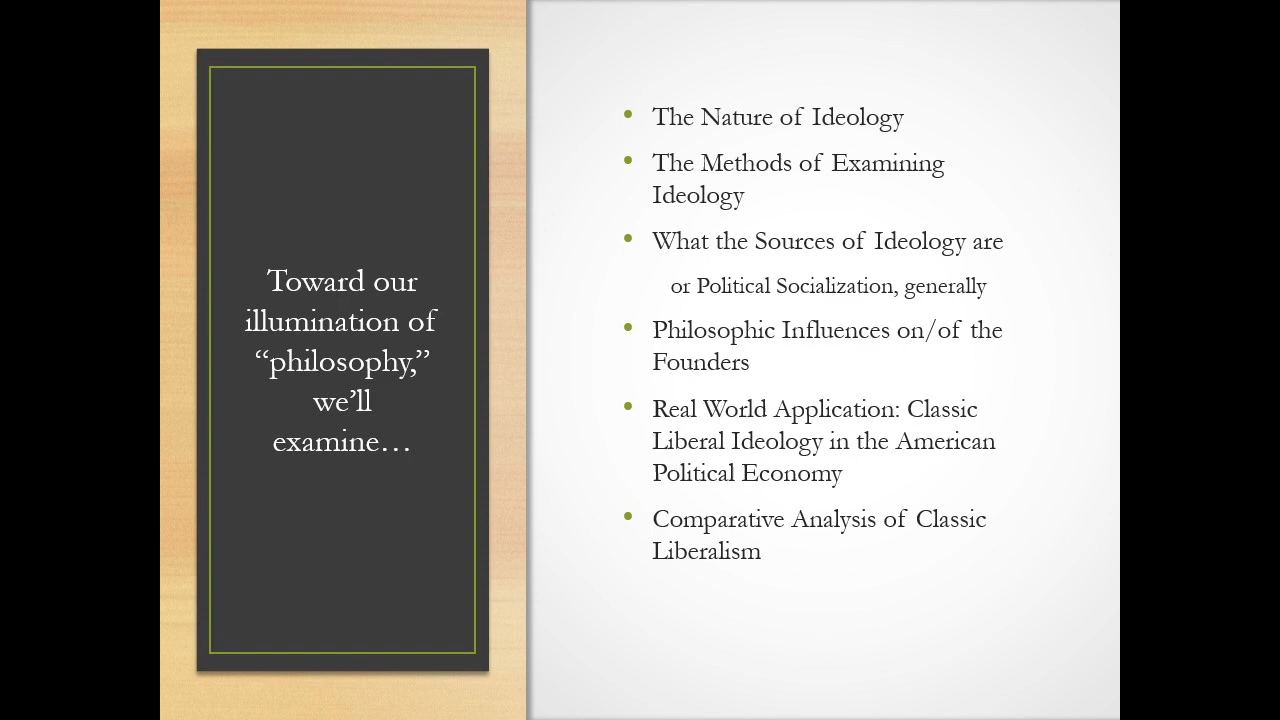 Toward our
illumination of
“philosophy,”
we’ll
examine…
• The Nature of Ideology
• The Methods of Examining
Ideology
• What the Sources of Ideology are
or Political Socialization, generally
• Philosophic Influences on/of the
Founders
• Real World Application: Classic
Liberal Ideology in the American
Political Economy
• Comparative Analysis of Classic
Liberalism